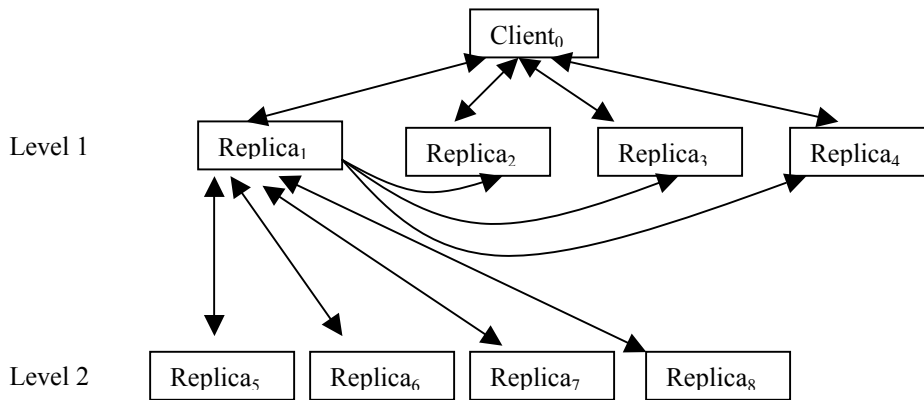 Client₀
Level 1 Replica₁ Replica₂ Replica₃ Replica₄
Level 2 Replica₅ Replica₆ Replica₇ Replica₈